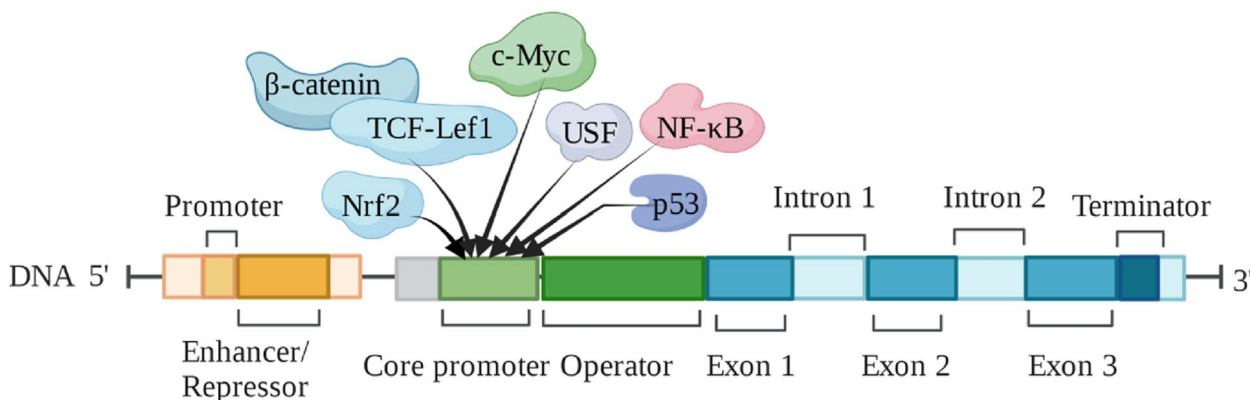 c-Myc
β-catenin
TCF-Lef1
USF
NF-κB
Nrf2
p53
Promoter
Intron 1
Intron 2
Terminator
DNA 5'
3'
Enhancer/
Repressor
Core promoter
Operator
Exon 1
Exon 2
Exon 3